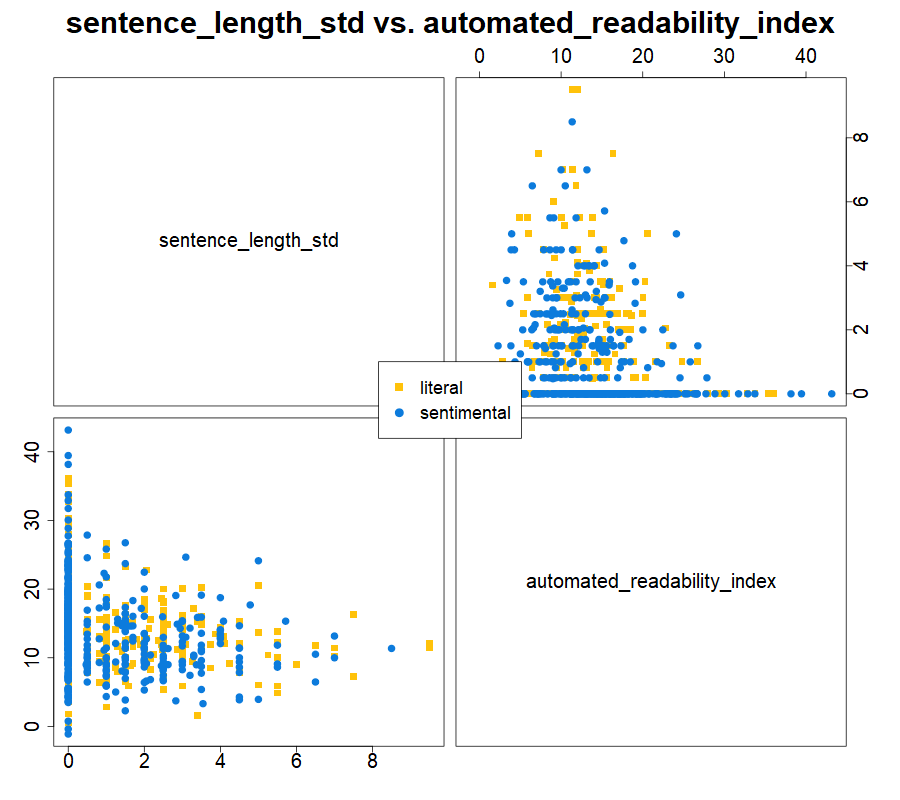 sentence_length_std vs. automated_readability_index
0 10 20 30 40
sentence_length_std
8
6
4
2
0
literal
sentimental
40
30
20
10
0
automated_readability_index
0 2 4 6 8